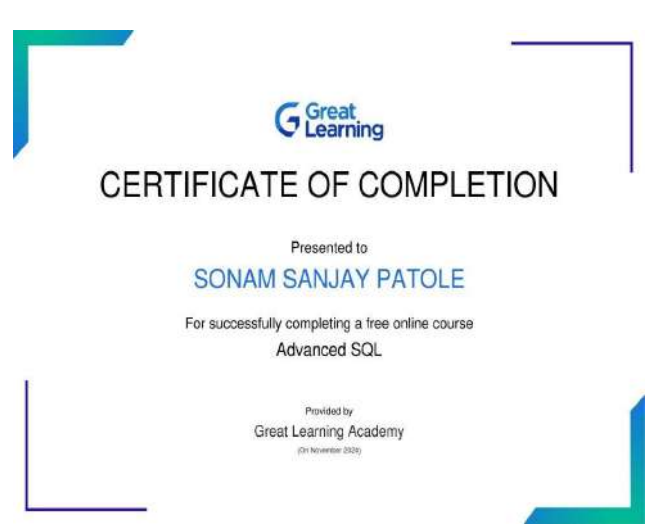 Great
Learning
CERTIFICATE OF COMPLETION
Presented to
SONAM SANJAY PATOLE
For successfully completing a free online course
Advanced SQL
Provided by
Great Learning Academy
(On November 2020)